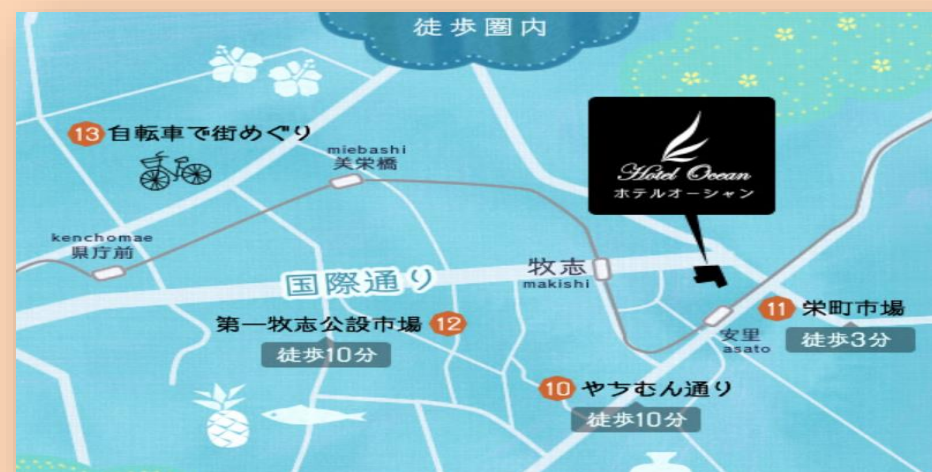 徒歩圏内
13 自転車で街めぐり
miebashi
美栄橋
Hotel Ocean
ホテルオーシャン
kenchomae
県庁前
国際通り
牧志
makishi
第一牧志公設市場 12
徒歩10分
11 栄町市場
徒歩3分
安里
asato
10 やちむん通り
徒歩10分